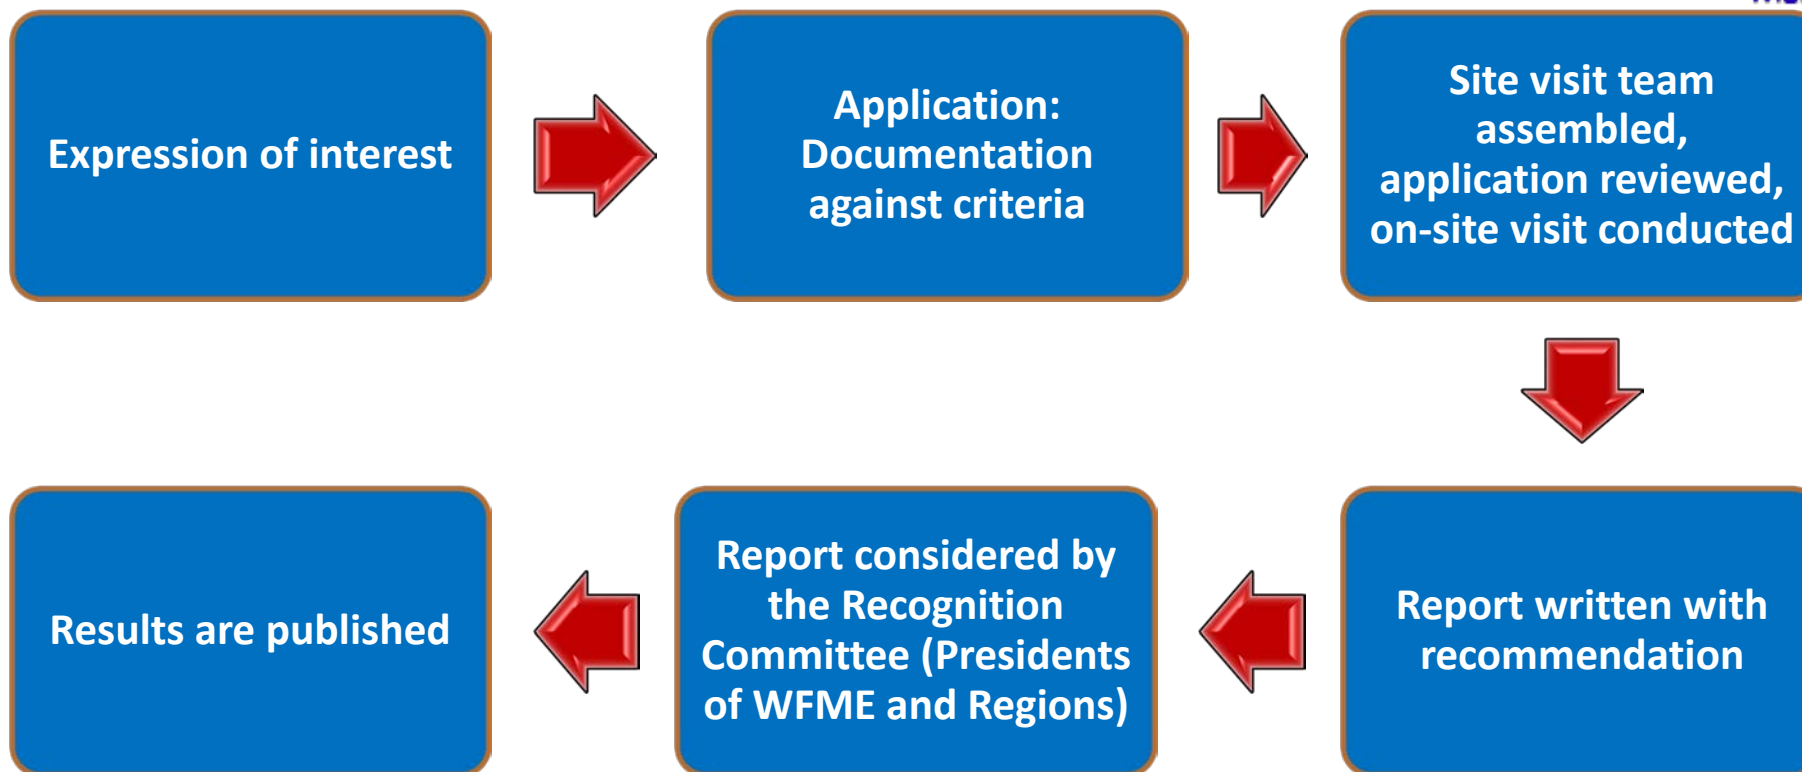 Expression of interest
Application:
Documentation
against criteria
Site visit team
assembled,
application reviewed,
on-site visit conducted
Report written with
recommendation
Report considered by
the Recognition
Committee (Presidents
of WFME and Regions)
Results are published